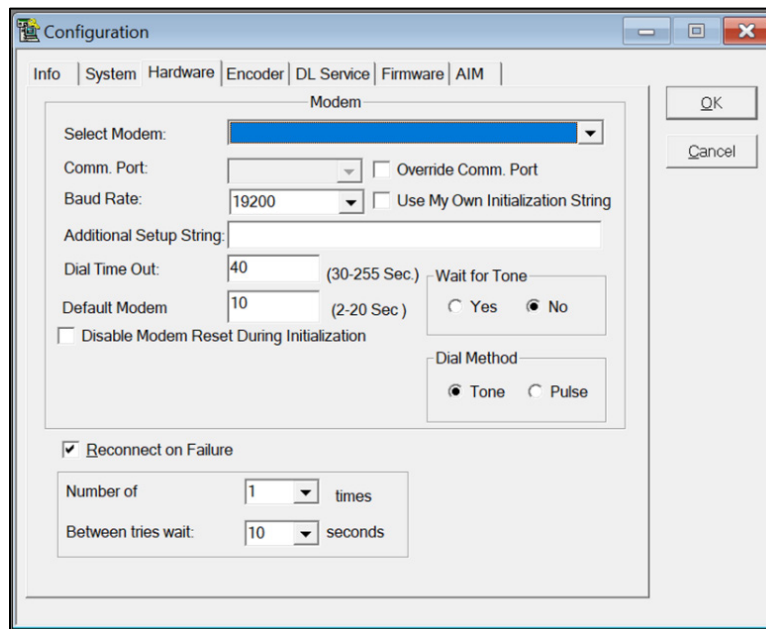 Configuration
Info System Hardware Encoder DL Service Firmware AIM
OK
Cancel
Modem
Select Modem:
Comm. Port: Override Comm. Port
Baud Rate: 19200 Use My Own Initialization String
Additional Setup String:
Dial Time Out: 40 (30-255 Sec.) Wait for Tone
Default Modem 10 (2-20 Sec ) Yes No
Disable Modem Reset During Initialization
Dial Method
Tone Pulse
Reconnect on Failure
Number of 1 times
Between tries wait: 10 seconds